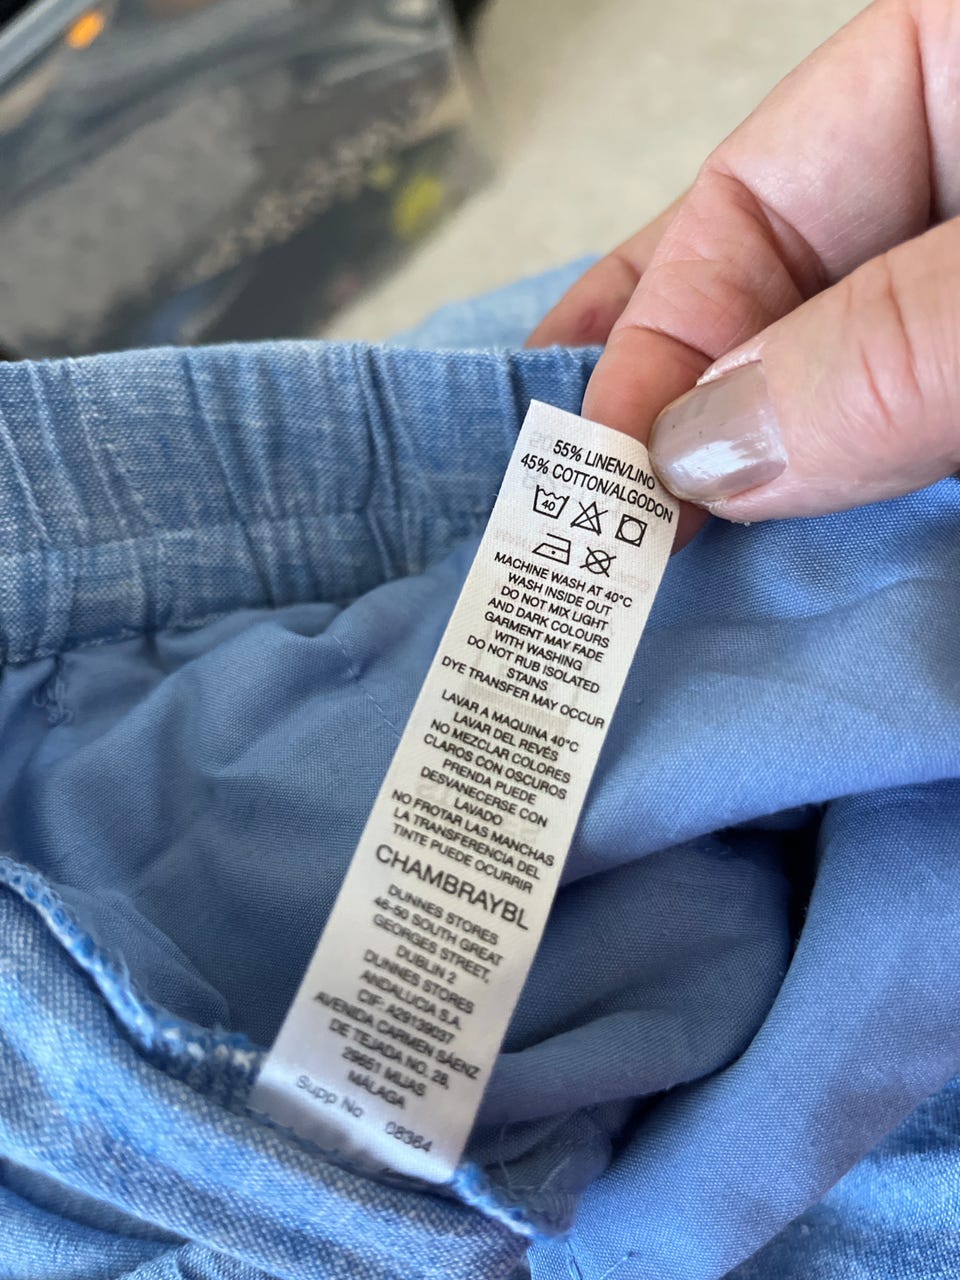 55% LINEN/LINO
45% COTTON/ALGODON
40
MACHINE WASH AT 40°C
WASH INSIDE OUT
DO NOT MIX LIGHT
AND DARK COLOURS
GARMENT MAY FADE
WITH WASHING
DO NOT RUB ISOLATED
STAINS
DYE TRANSFER MAY OCCUR
LAVAR A MAQUINA 40°C
LAVAR DEL REVÉS
NO MEZCLAR COLORES
CLAROS CON OSCUROS
PRENDA PUEDE
DESVANECERSE CON
LAVADO
NO FROTAR LAS MANCHAS
LA TRANSFERENCIA DEL
TINTE PUEDE OCURRIR
CHAMBRAYBL
DUNNES STORES
46-50 SOUTH GREAT
GEORGES STREET,
DUBLIN 2
DUNNES STORES
ANDALUCIA S.A.
CIF: A29139037
AVENIDA CARMEN SÁENZ
DE TEJADA NO. 28,
29651 MIJAS
MÁLAGA
Supp No 08364